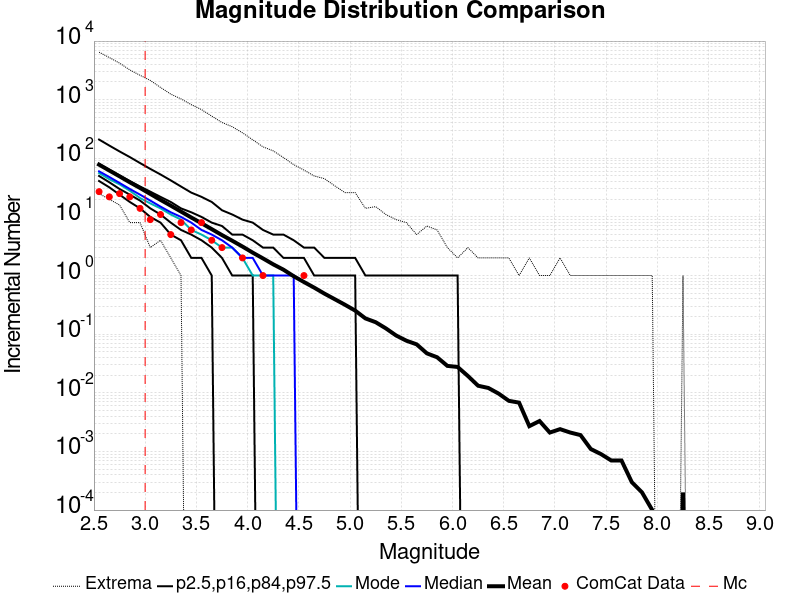 Magnitude Distribution Comparison
10^4
10^3
10^2
10^1
10^0
10^-1
10^-2
10^-3
10^-4
Incremental Number
2.5 3.0 3.5 4.0 4.5 5.0 5.5 6.0 6.5 7.0 7.5 8.0 8.5 9.0
Magnitude
Extrema p2.5,p16,p84,p97.5 Mode Median Mean ComCat Data Mc